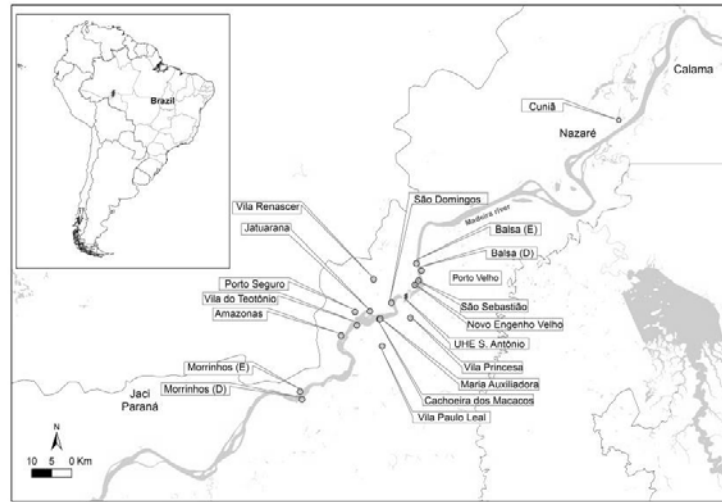 Brazil
Calama
Cuniã
Nazaré
São Domingos
Vila Renascer
Madeira river
Jatuarana
Balsa (E)
Balsa (D)
Porto Seguro
Porto Velho
Vila do Teotônio
São Sebastião
Amazonas
Novo Engenho Velho
UHE S. Antônio
Vila Princesa
Morrinhos (E)
Maria Auxiliadora
Morrinhos (D)
Jaci
Paraná
Cachoeira dos Macacos
Vila Paulo Leal
N
10 5 0 Km